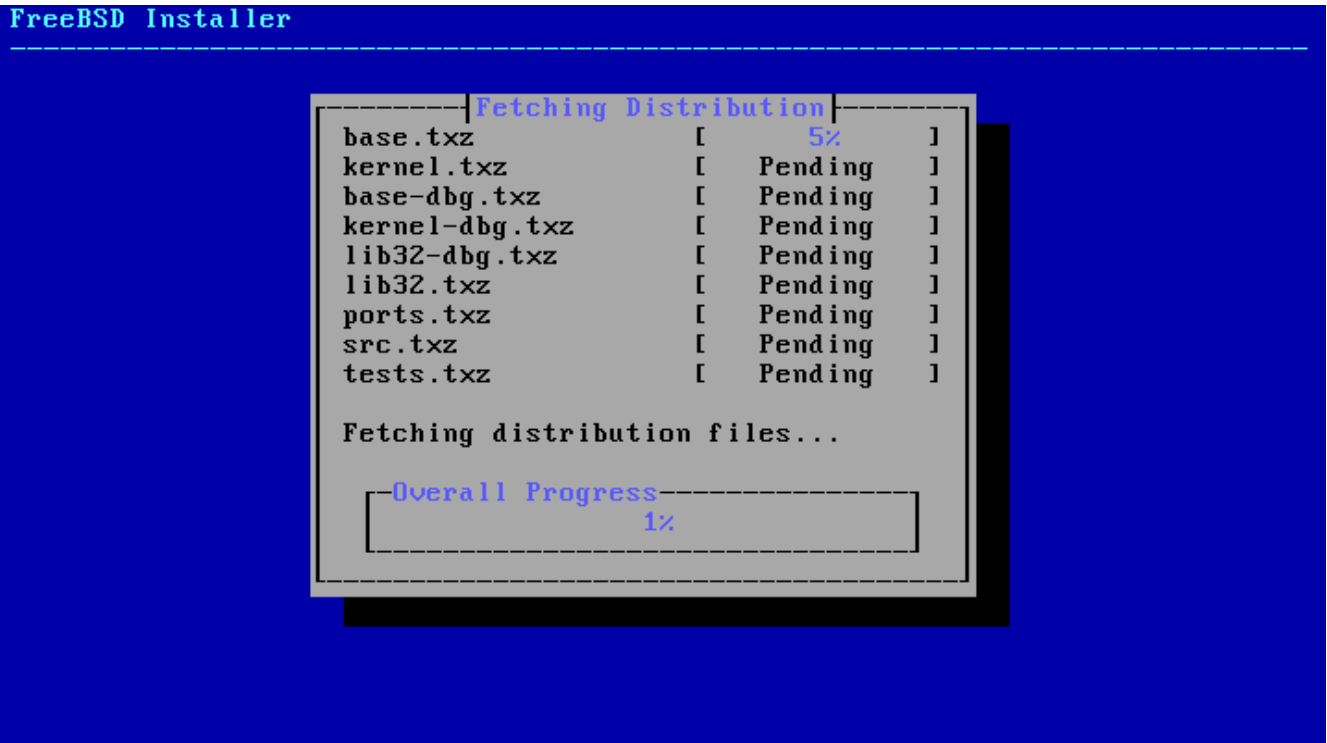 FreeBSD Installer
Fetching Distribution
base.txz [ 5% ]
kernel.txz [ Pending ]
base-dbg.txz [ Pending ]
kernel-dbg.txz [ Pending ]
lib32-dbg.txz [ Pending ]
lib32.txz [ Pending ]
ports.txz [ Pending ]
src.txz [ Pending ]
tests.txz [ Pending ]
Fetching distribution files...
Overall Progress
1%